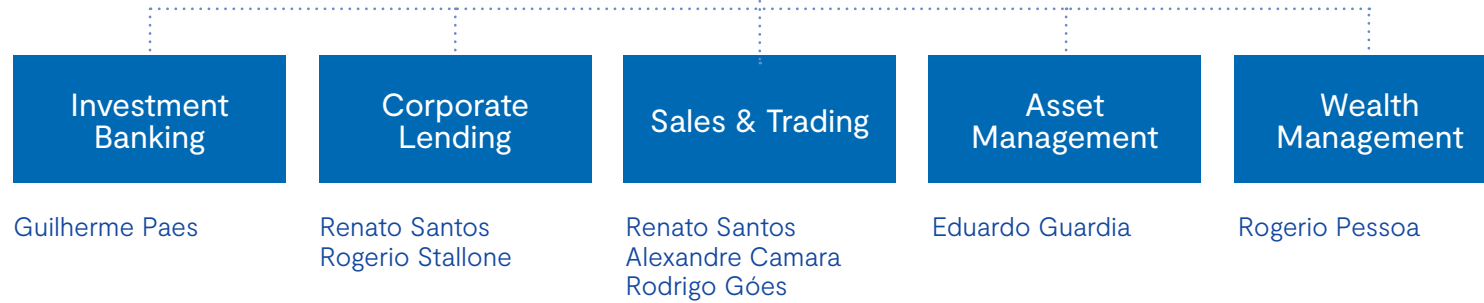 Investment
Banking
Corporate
Lending
Sales & Trading
Asset
Management
Wealth
Management
Guilherme Paes
Renato Santos
Rogerio Stallone
Renato Santos
Alexandre Camara
Rodrigo Góes
Eduardo Guardia
Rogerio Pessoa